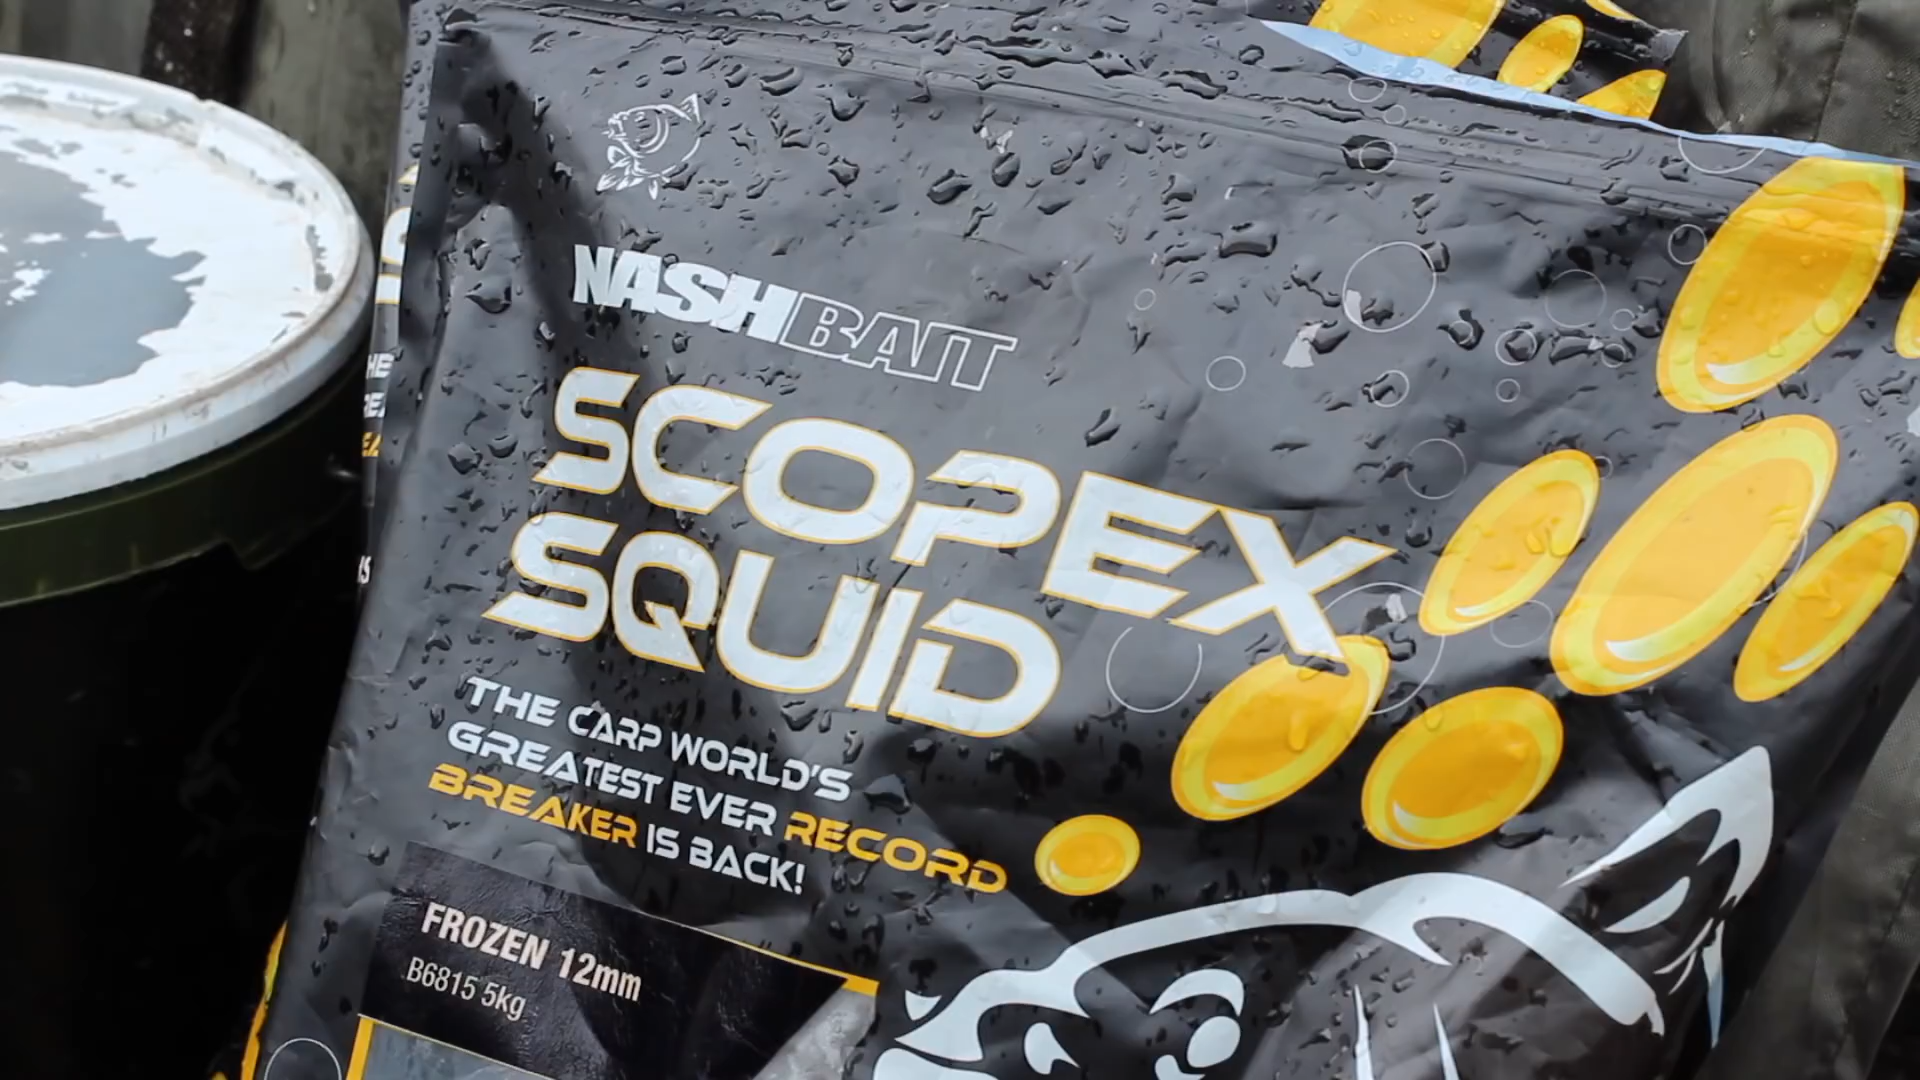 NASHBAIT
SCOPEX
SQUID
THE CARP WORLD'S
GREATEST EVER RECORD
BREAKER IS BACK!
FROZEN 12mm
B6815 5kg